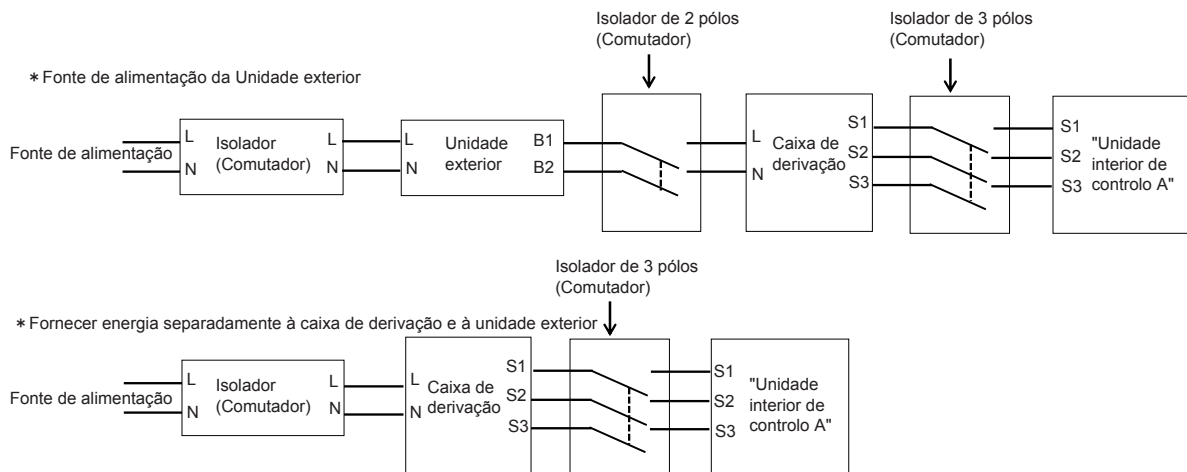 Isolador de 2 pólos
(Comutador)
Isolador de 3 pólos
(Comutador)
* Fonte de alimentação da Unidade exterior
Fonte de alimentação
L
N
Isolador
(Comutador)
L
N
L
N
Unidade
exterior
B1
B2
L
N
Caixa de
derivação
S1
S2
S3
S1
S2
S3
"Unidade
interior de
controlo A"
Isolador de 3 pólos
(Comutador)
* Fornecer energia separadamente à caixa de derivação e à unidade exterior
Fonte de alimentação
L
N
Isolador
(Comutador)
L
N
L
N
Caixa de
derivação
S1
S2
S3
S1
S2
S3
"Unidade
interior de
controlo A"